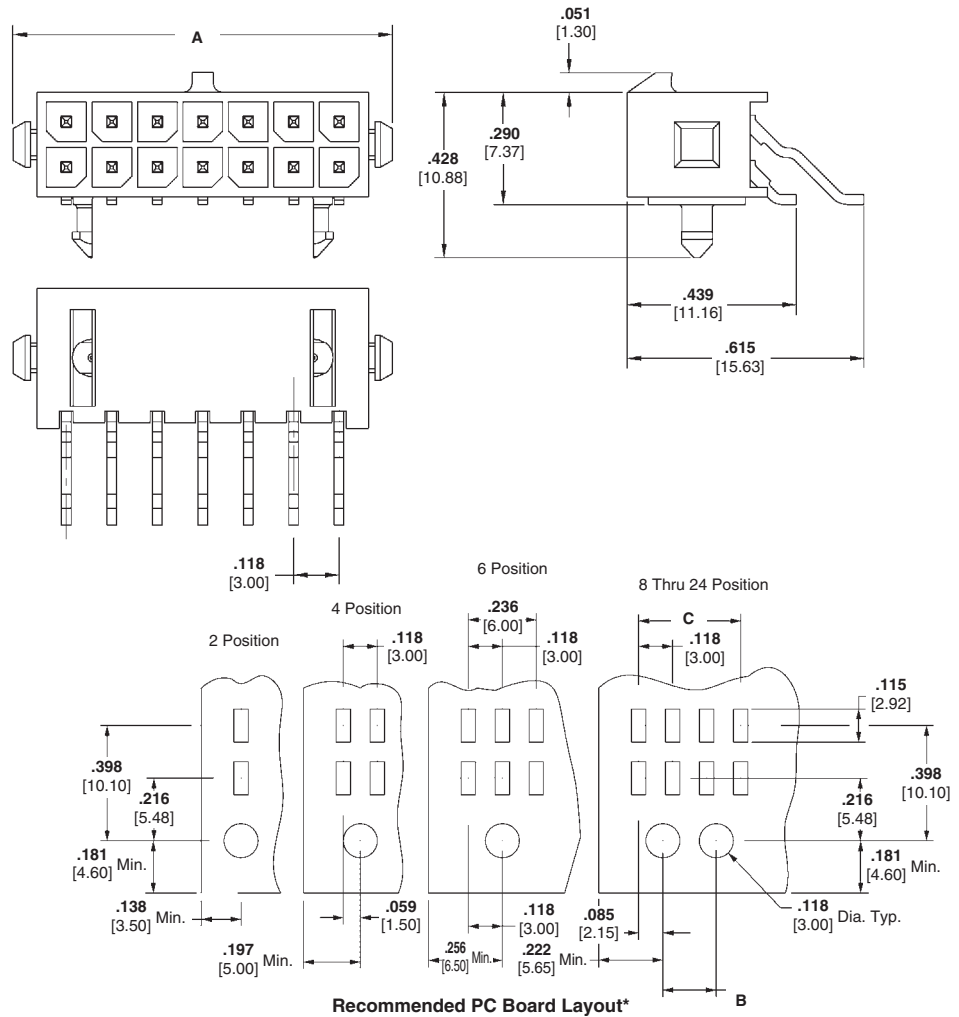 A
.051
[1.30]
.428
[10.88]
.290
[7.37]
.439
[11.16]
.615
[15.63]
.118
[3.00]
2 Position
4 Position
6 Position
8 Thru 24 Position
.118
[3.00]
.236
[6.00]
.118
[3.00]
C
.118
[3.00]
.115
[2.92]
.398
[10.10]
.216
[5.48]
.181
[4.60] Min.
.138
[3.50] Min.
.197
[5.00] Min.
.059
[1.50]
.256
[6.50] Min.
.118
[3.00]
.085
[2.15]
.222
[5.65] Min.
.398
[10.10]
.216
[5.48]
.181
[4.60] Min.
.118
[3.00] Dia. Typ.
B
Recommended PC Board Layout*